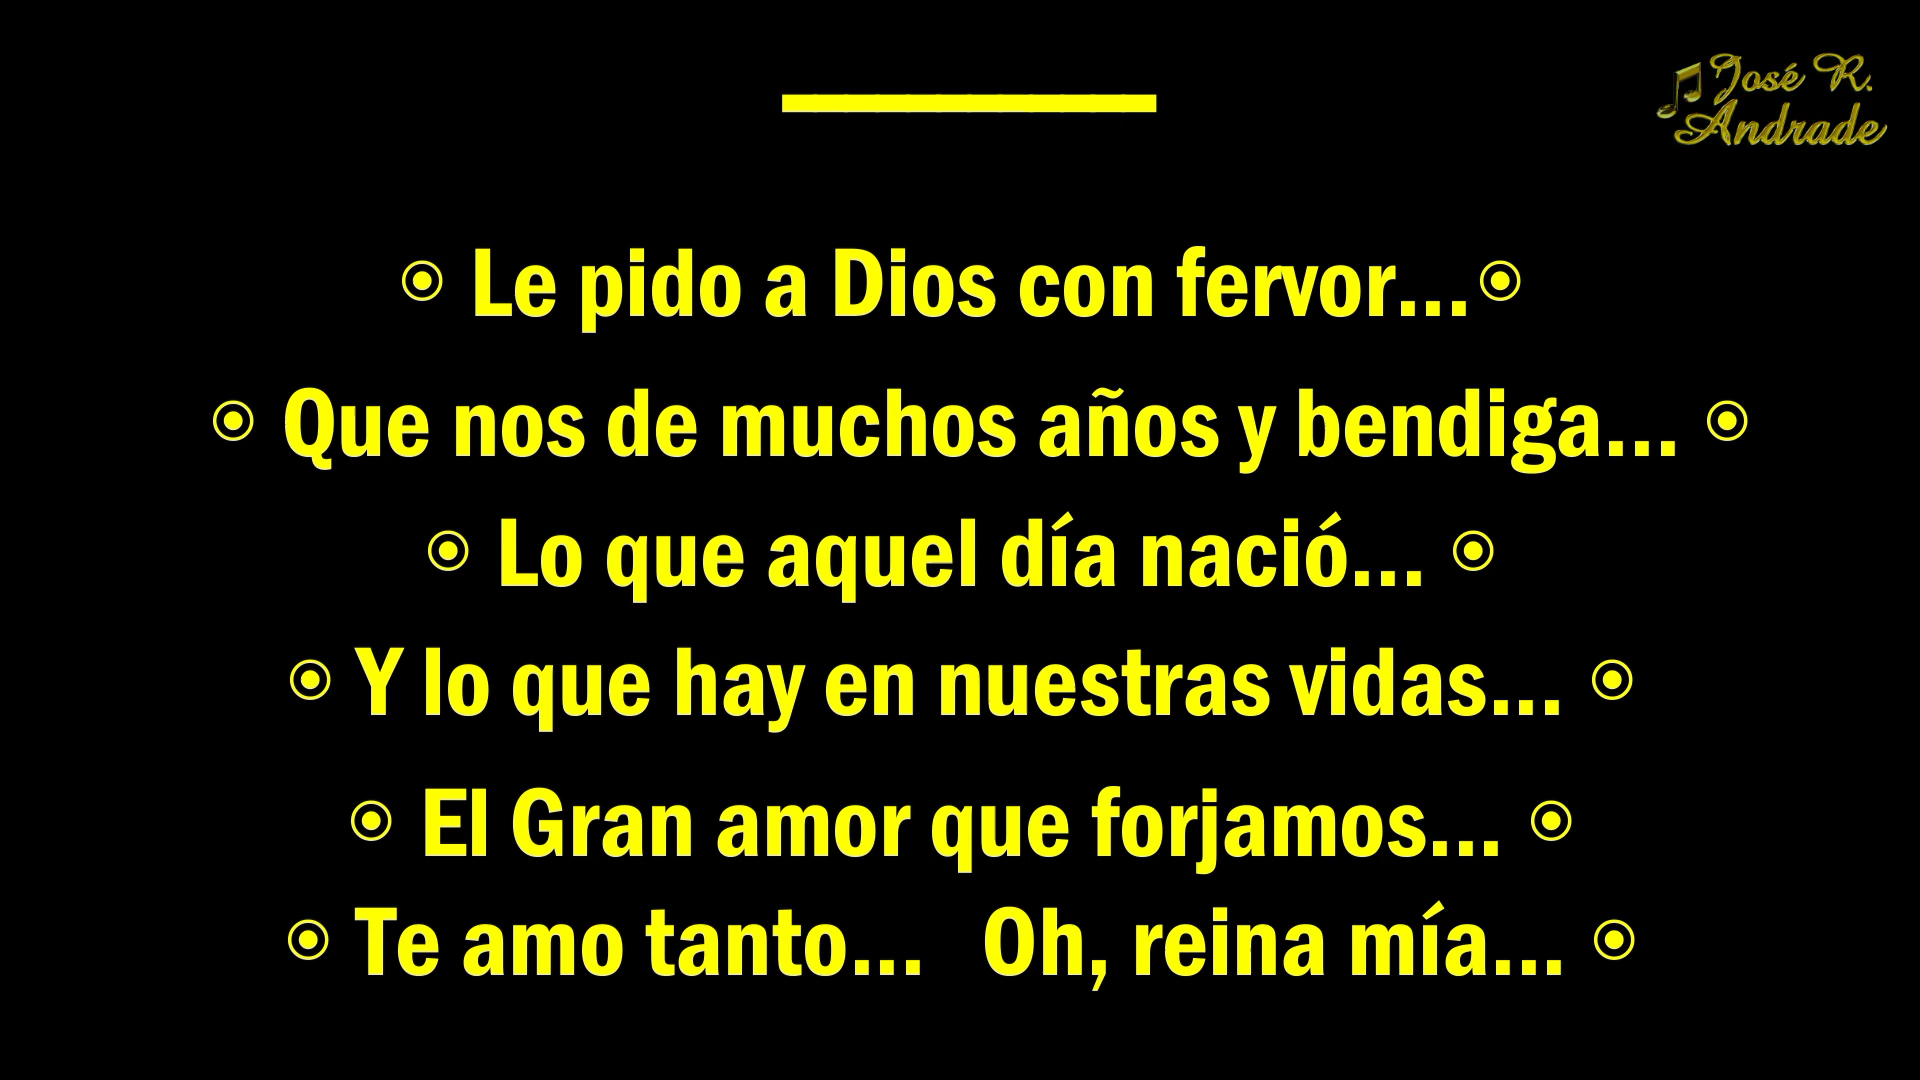 José R.
Andrade
◉ Le pido a Dios con fervor...◉
◉ Que nos de muchos años y bendiga... ◉
◉ Lo que aquel día nació... ◉
◉ Y lo que hay en nuestras vidas... ◉
◉ El Gran amor que forjamos... ◉
◉ Te amo tanto...   Oh, reina mía... ◉